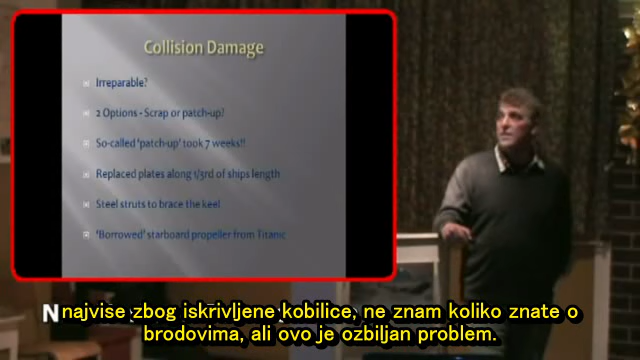 Collision Damage
Irreparable?
2 Options - Scrap or patch-up?
So-called 'patch-up' took 7 weeks!!
Replaced plates along 1/3rd of ships length
Steel struts to brace the keel
'Borrowed' starboard propeller from Titanic
najvise zbog iskrivljene kobilice, ne znam koliko znate o
brodovima, ali ovo je ozbiljan problem.